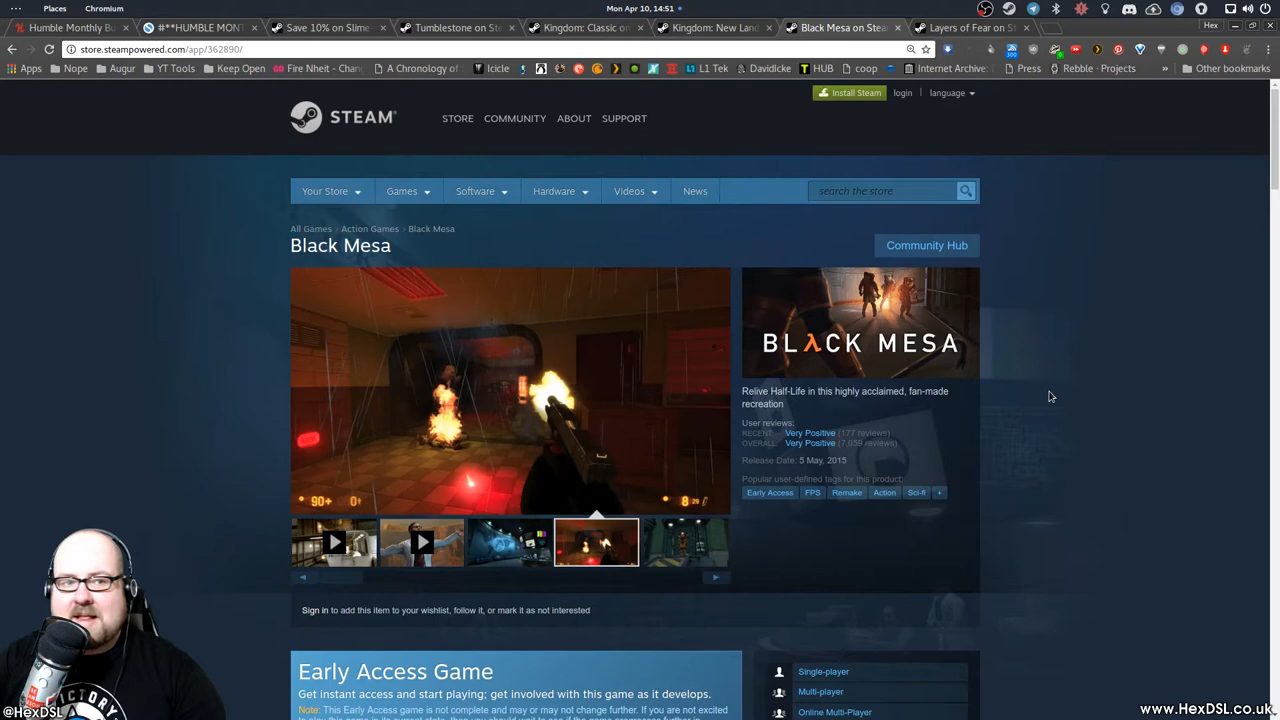 Places Chromium Mon Apr 10, 14:51
Humble Monthly Bu #**HUMBLE MONT Save 10% on Slime Tumblestone on Ste Kingdom: Classic on Kingdom: New Land Black Mesa on Stea Layers of Fear on St Hex
store.steampowered.com/app/362890/
Apps Nope Augur YT Tools Keep Open Fire Nheit - Chan A Chronology of Icicle L1 Tek DavidIcke HUB coop Internet Archive: Press Rebble · Projects » Other bookmarks
Install Steam login language
STEAM® STORE COMMUNITY ABOUT SUPPORT
Your Store Games Software Hardware Videos News search the store
All Games > Action Games > Black Mesa
Black Mesa
Community Hub
BLλCK MESA
Relive Half-Life in this highly acclaimed, fan-made
recreation
User reviews:
RECENT: Very Positive (177 reviews)
OVERALL: Very Positive (7,059 reviews)
Release Date: 5 May, 2015
Popular user-defined tags for this product:
Early Access FPS Remake Action Sci-fi +
90+ 0 8 29
Sign in to add this item to your wishlist, follow it, or mark it as not interested
Early Access Game
Get instant access and start playing; get involved with this game as it develops.
Note: This Early Access game is not complete and may or may not change further. If you are not excited
Single-player
Multi-player
Online Multi-Player
VICTORY
@HexDSL
www.HexDSL.co.uk